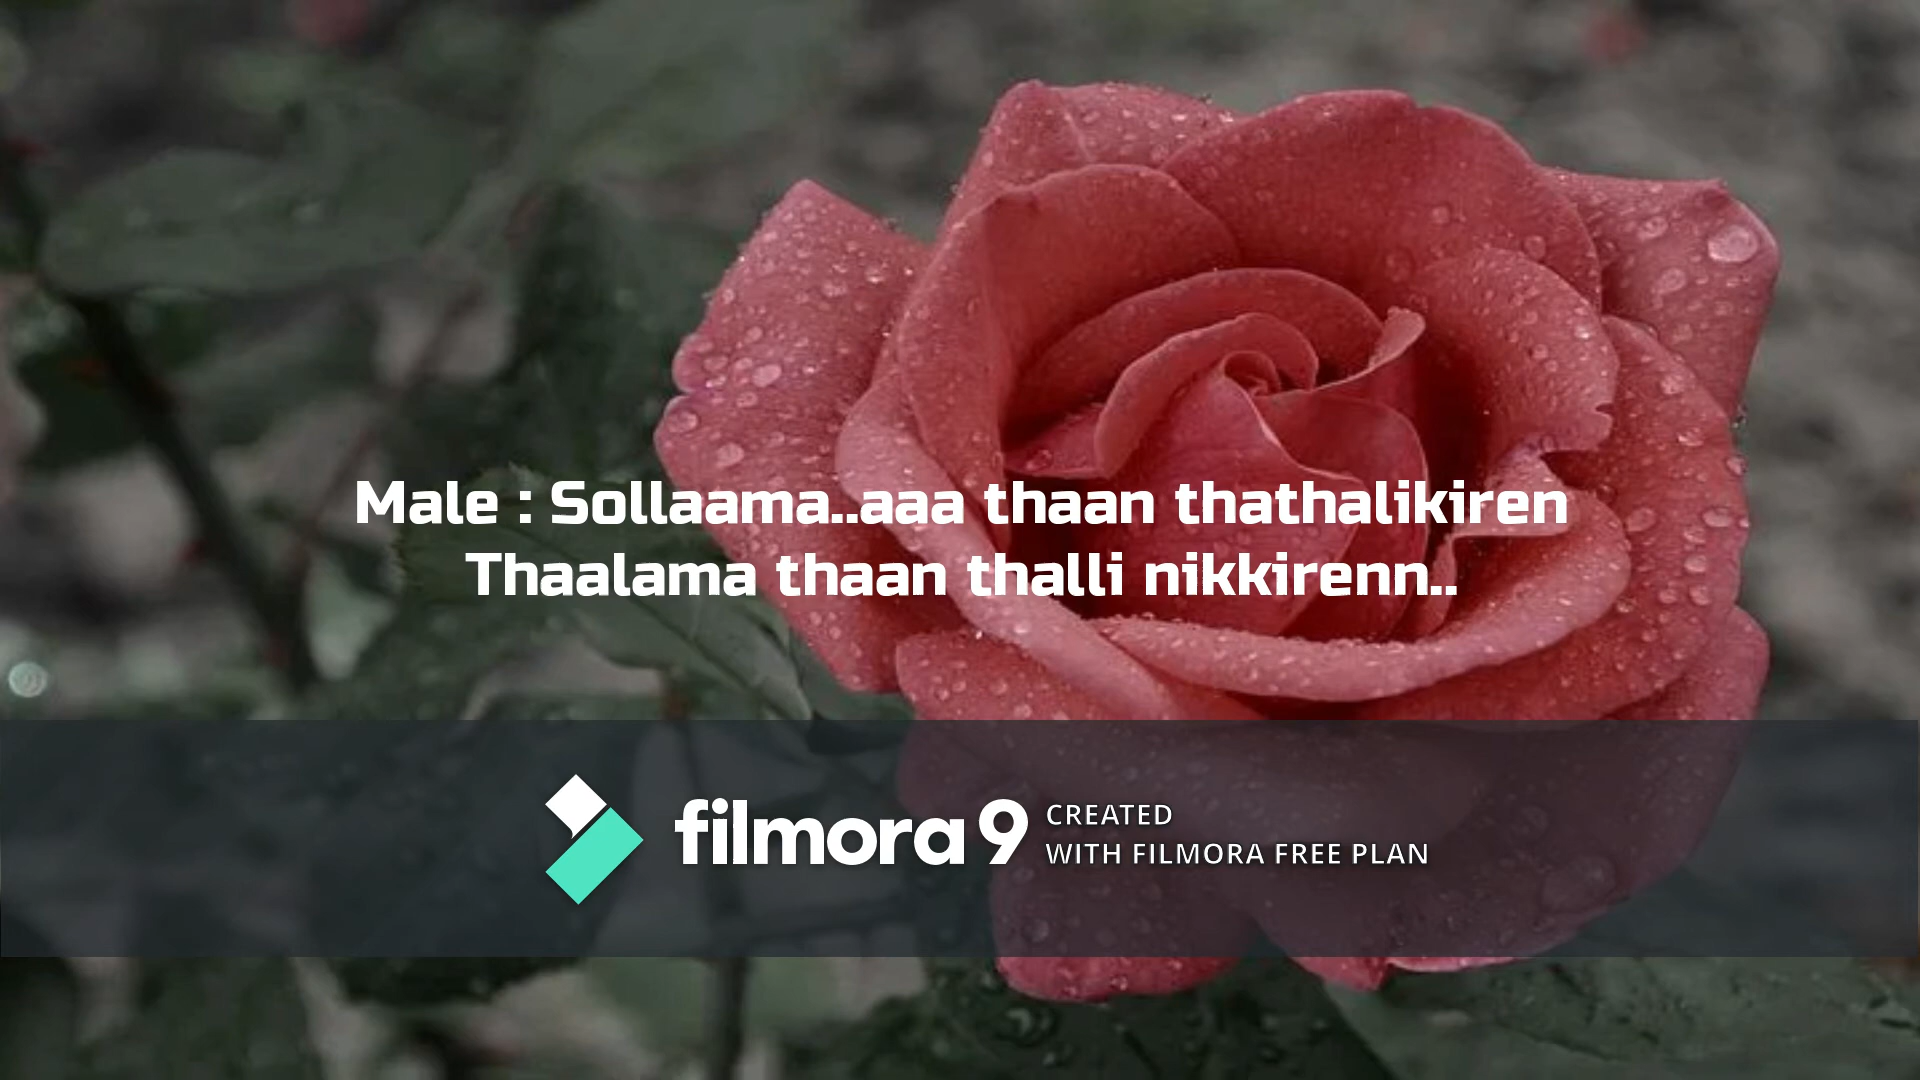 Male : Sollaama..aaa thaan thathalikiren
Thaalama thaan thalli nikkirenn..
filmora 9 CREATED
WITH FILMORA FREE PLAN